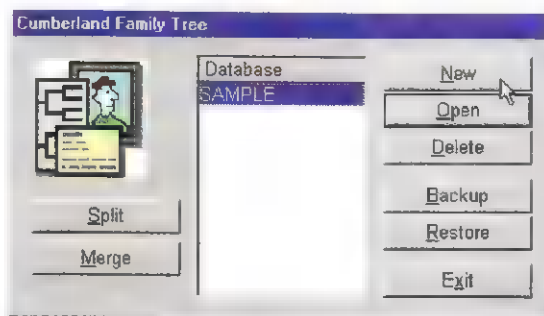 Cumberland Family Tree
Database
SAMPLE
New
Open
Delete
Backup
Restore
Exit
Split
Merge